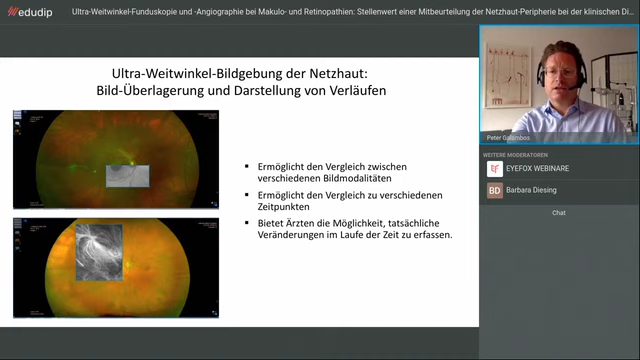 edudip
Ultra-Weitwinkel-Funduskopie und -Angiographie bei Makulo- und Retinopathien: Stellenwert einer Mitbeurteilung der Netzhaut-Peripherie bei der klinischen Di...
Ultra-Weitwinkel-Bildgebung der Netzhaut:
Bild-Überlagerung und Darstellung von Verläufen
▪ Ermöglicht den Vergleich zwischen
verschiedenen Bildmodalitäten
▪ Ermöglicht den Vergleich zu verschiedenen
Zeitpunkten
▪ Bietet Ärzten die Möglichkeit, tatsächliche
Veränderungen im Laufe der Zeit zu erfassen.
Peter Galambos
WEITERE MODERATOREN
EYEFOX WEBINARE
BD Barbara Diesing
Chat